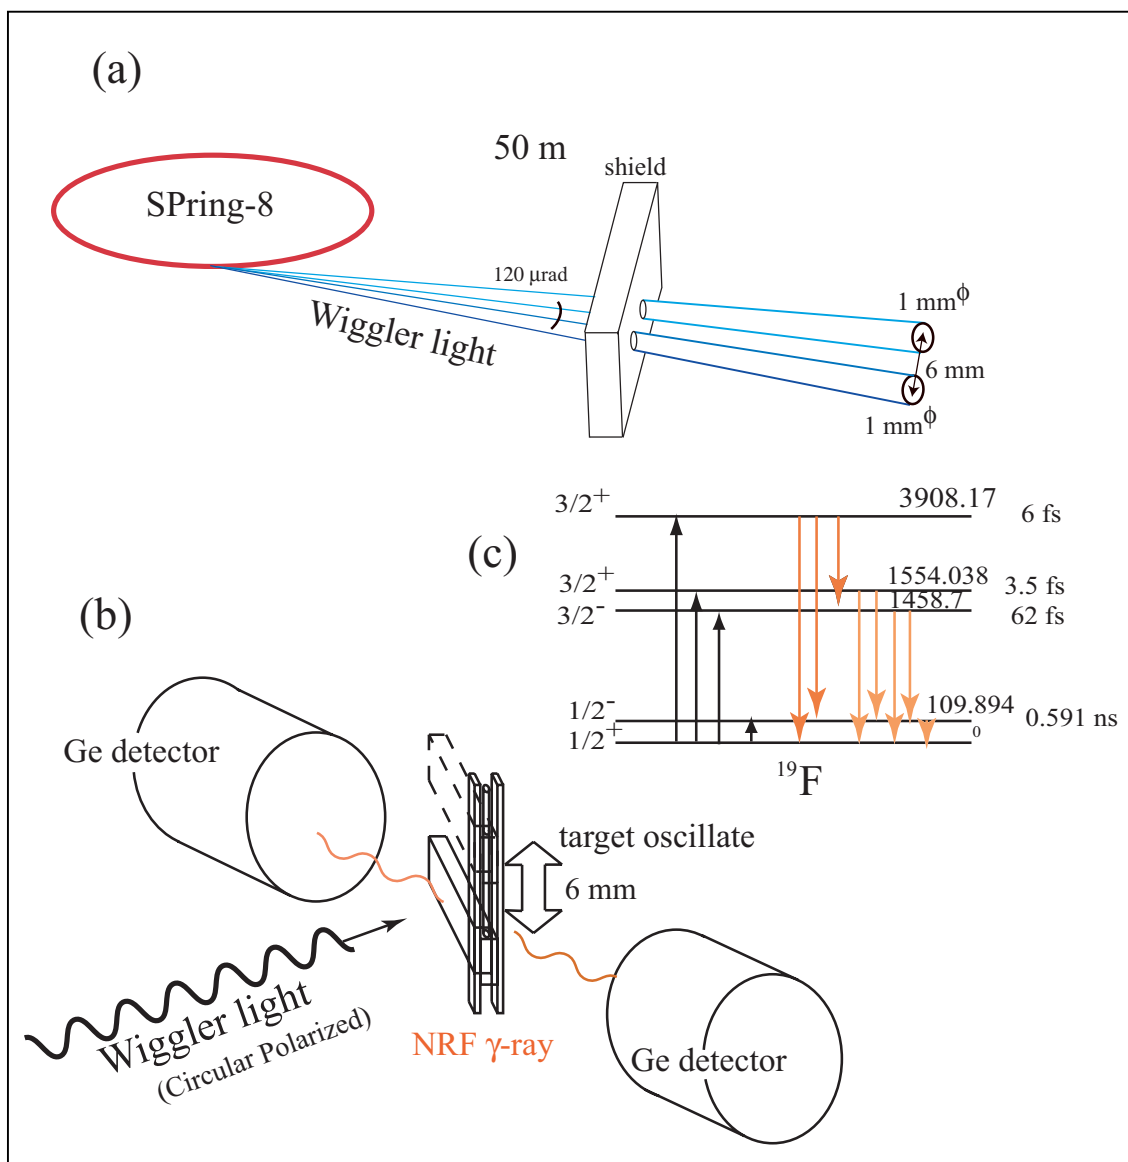 (a)
SPring-8
50 m
shield
120 μrad
Wiggler light
1 mmϕ
6 mm
1 mmϕ
(c)
3/2+ 3908.17 6 fs
3/2+ 1554.038 3.5 fs
3/2- 1458.7 62 fs
1/2- 109.894 0.591 ns
1/2+ 0
19F
(b)
Ge detector
target oscillate
6 mm
Wiggler light
(Circular Polarized)
NRF γ-ray
Ge detector